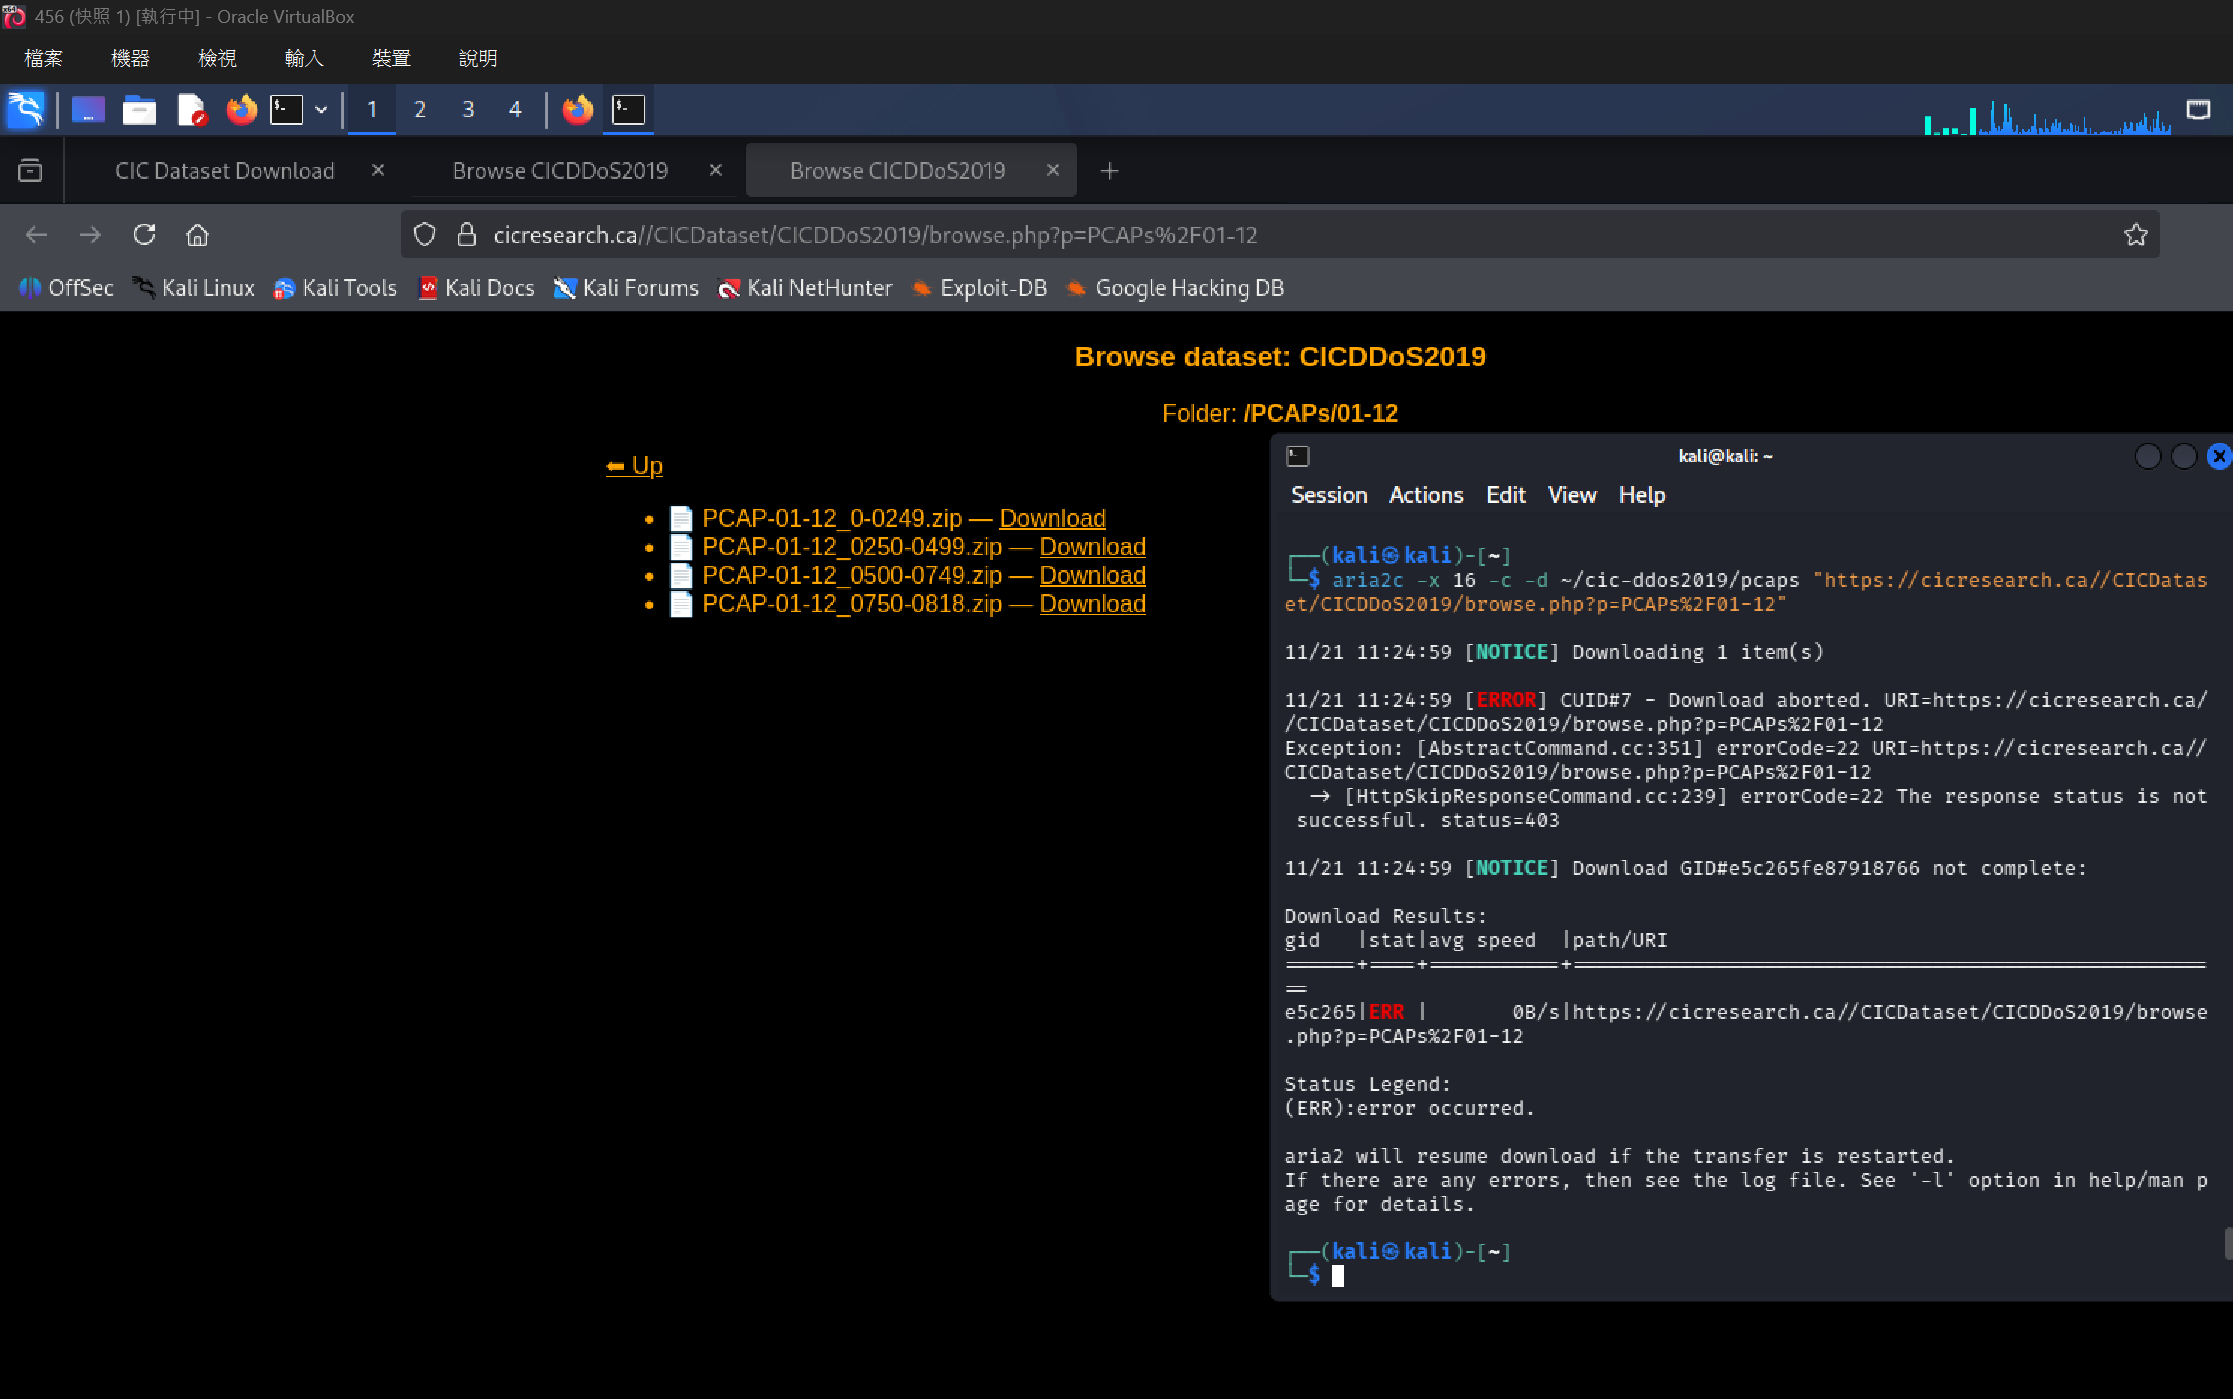 456 (快照 1) [執行中] - Oracle VirtualBox
檔案 機器 檢視 輸入 裝置 說明
1 2 3 4
CIC Dataset Download × Browse CICDDoS2019 × Browse CICDDoS2019 × +
cicresearch.ca//CICDataset/CICDDoS2019/browse.php?p=PCAPs%2F01-12
OffSec Kali Linux Kali Tools Kali Docs Kali Forums Kali NetHunter Exploit-DB Google Hacking DB
Browse dataset: CICDDoS2019
Folder: /PCAPs/01-12
⬅ Up
• PCAP-01-12_0-0249.zip — Download
• PCAP-01-12_0250-0499.zip — Download
• PCAP-01-12_0500-0749.zip — Download
• PCAP-01-12_0750-0818.zip — Download
kali@kali: ~
Session Actions Edit View Help
┌──(kali㉿kali)-[~]
└─$ aria2c -x 16 -c -d ~/cic-ddos2019/pcaps "https://cicresearch.ca//CICDatas
et/CICDDoS2019/browse.php?p=PCAPs%2F01-12"
11/21 11:24:59 [NOTICE] Downloading 1 item(s)
11/21 11:24:59 [ERROR] CUID#7 - Download aborted. URI=https://cicresearch.ca/
/CICDataset/CICDDoS2019/browse.php?p=PCAPs%2F01-12
Exception: [AbstractCommand.cc:351] errorCode=22 URI=https://cicresearch.ca//
CICDataset/CICDDoS2019/browse.php?p=PCAPs%2F01-12
-> [HttpSkipResponseCommand.cc:239] errorCode=22 The response status is not
successful. status=403
11/21 11:24:59 [NOTICE] Download GID#e5c265fe87918766 not complete:
Download Results:
gid   |stat|avg speed  |path/URI
======+====+===========+=====================================================
==
e5c265|ERR |       0B/s|https://cicresearch.ca//CICDataset/CICDDoS2019/browse
.php?p=PCAPs%2F01-12
Status Legend:
(ERR):error occurred.
aria2 will resume download if the transfer is restarted.
If there are any errors, then see the log file. See '-l' option in help/man p
age for details.
┌──(kali㉿kali)-[~]
└─$